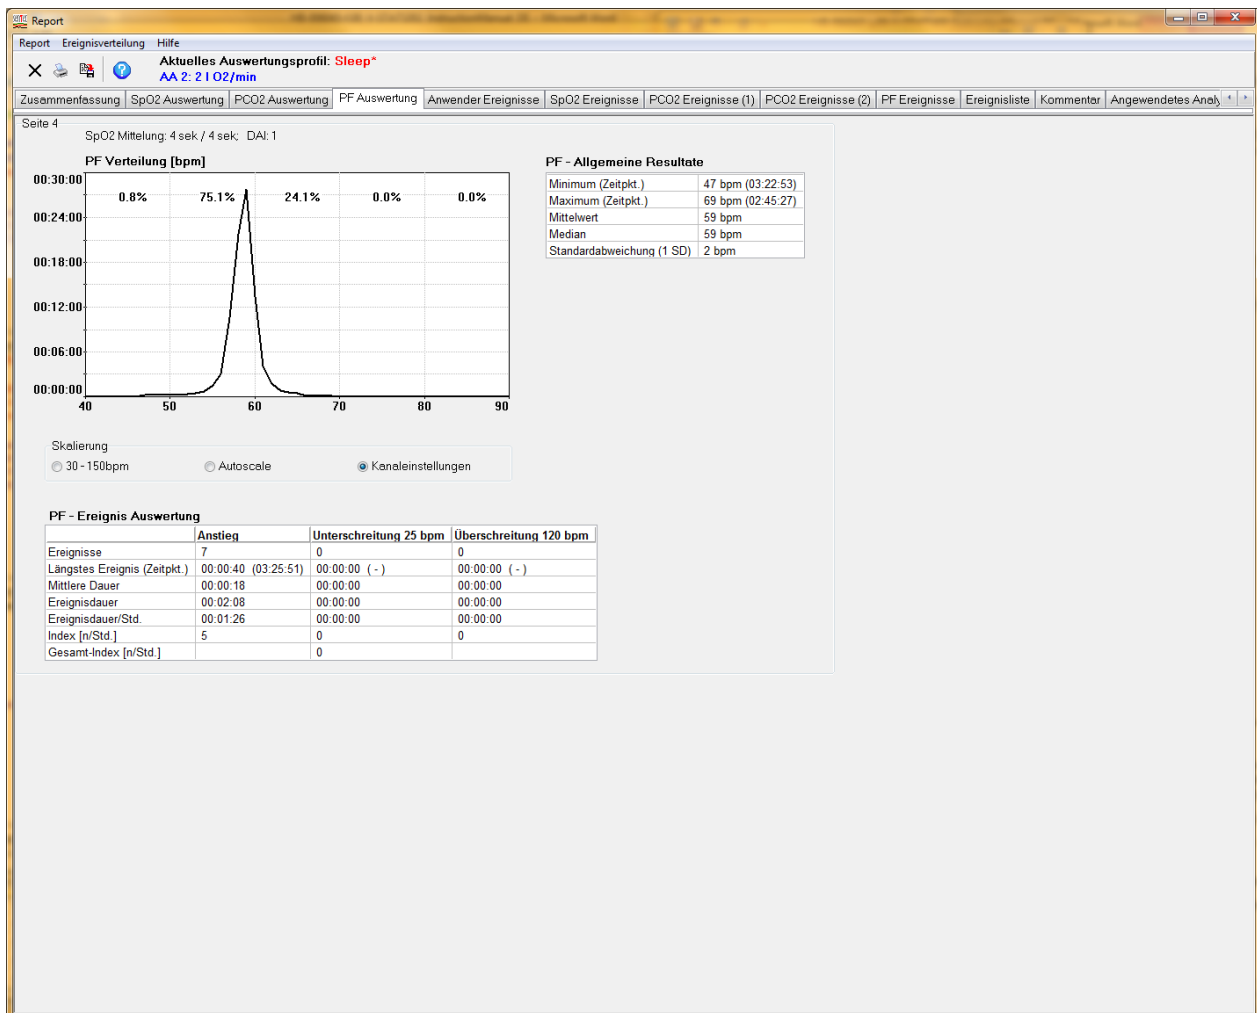 Report
Report Ereignisverteilung Hilfe
Aktuelles Auswertungsprofil: Sleep*
AA 2: 2 l O2/min
Zusammenfassung SpO2 Auswertung PCO2 Auswertung PF Auswertung Anwender Ereignisse SpO2 Ereignisse PCO2 Ereignisse (1) PCO2 Ereignisse (2) PF Ereignisse Ereignisliste Kommentar Angewendetes Analy
Seite 4
SpO2 Mittelung: 4 sek / 4 sek; DAI: 1
PF Verteilung [bpm]
00:30:00
00:24:00
00:18:00
00:12:00
00:06:00
00:00:00
0.8% 75.1% 24.1% 0.0% 0.0%
40 50 60 70 80 90
PF - Allgemeine Resultate
Minimum (Zeitpkt.) 47 bpm (03:22:53)
Maximum (Zeitpkt.) 69 bpm (02:45:27)
Mittelwert 59 bpm
Median 59 bpm
Standardabweichung (1 SD) 2 bpm
Skalierung
30 - 150bpm Autoscale Kanaleinstellungen
PF - Ereignis Auswertung
Anstieg Unterschreitung 25 bpm Überschreitung 120 bpm
Ereignisse 7 0 0
Längstes Ereignis (Zeitpkt.) 00:00:40 (03:25:51) 00:00:00 ( - ) 00:00:00 ( - )
Mittlere Dauer 00:00:18 00:00:00 00:00:00
Ereignisdauer 00:02:08 00:00:00 00:00:00
Ereignisdauer/Std. 00:01:26 00:00:00 00:00:00
Index [n/Std.] 5 0 0
Gesamt-Index [n/Std.] 0